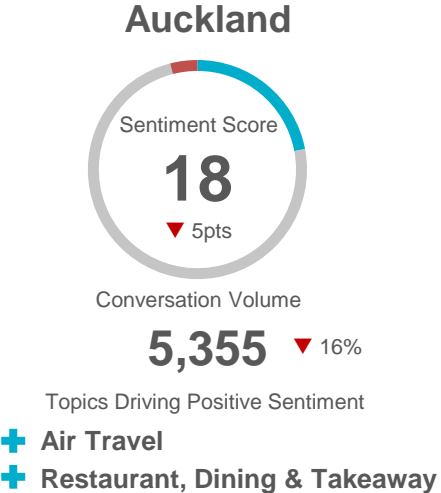 Auckland
Sentiment Score
18
▼ 5pts
Conversation Volume
5,355 ▼ 16%
Topics Driving Positive Sentiment
Air Travel
Restaurant, Dining & Takeaway